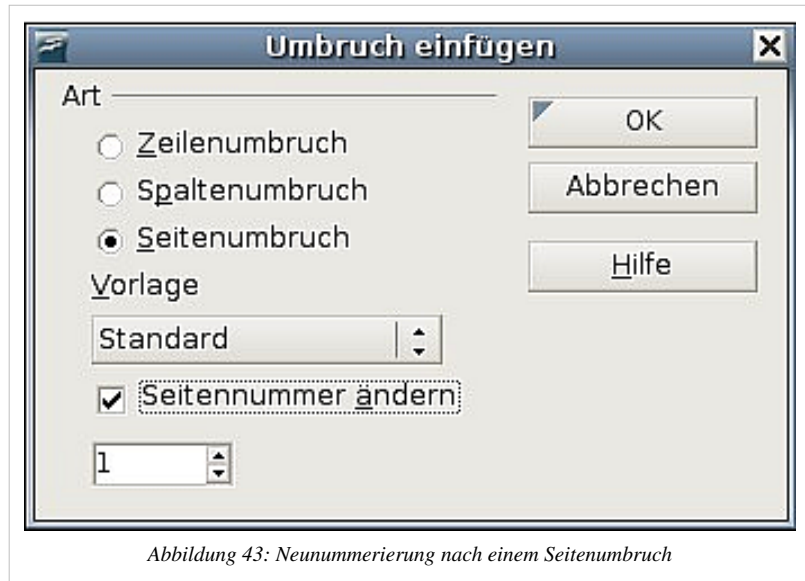 Umbruch einfügen
Art
Zeilenumbruch
Spaltenumbruch
Seitenumbruch
Vorlage
Standard
Seitennummer ändern
1
OK
Abbrechen
Hilfe
Abbildung 43: Neunummerierung nach einem Seitenumbruch